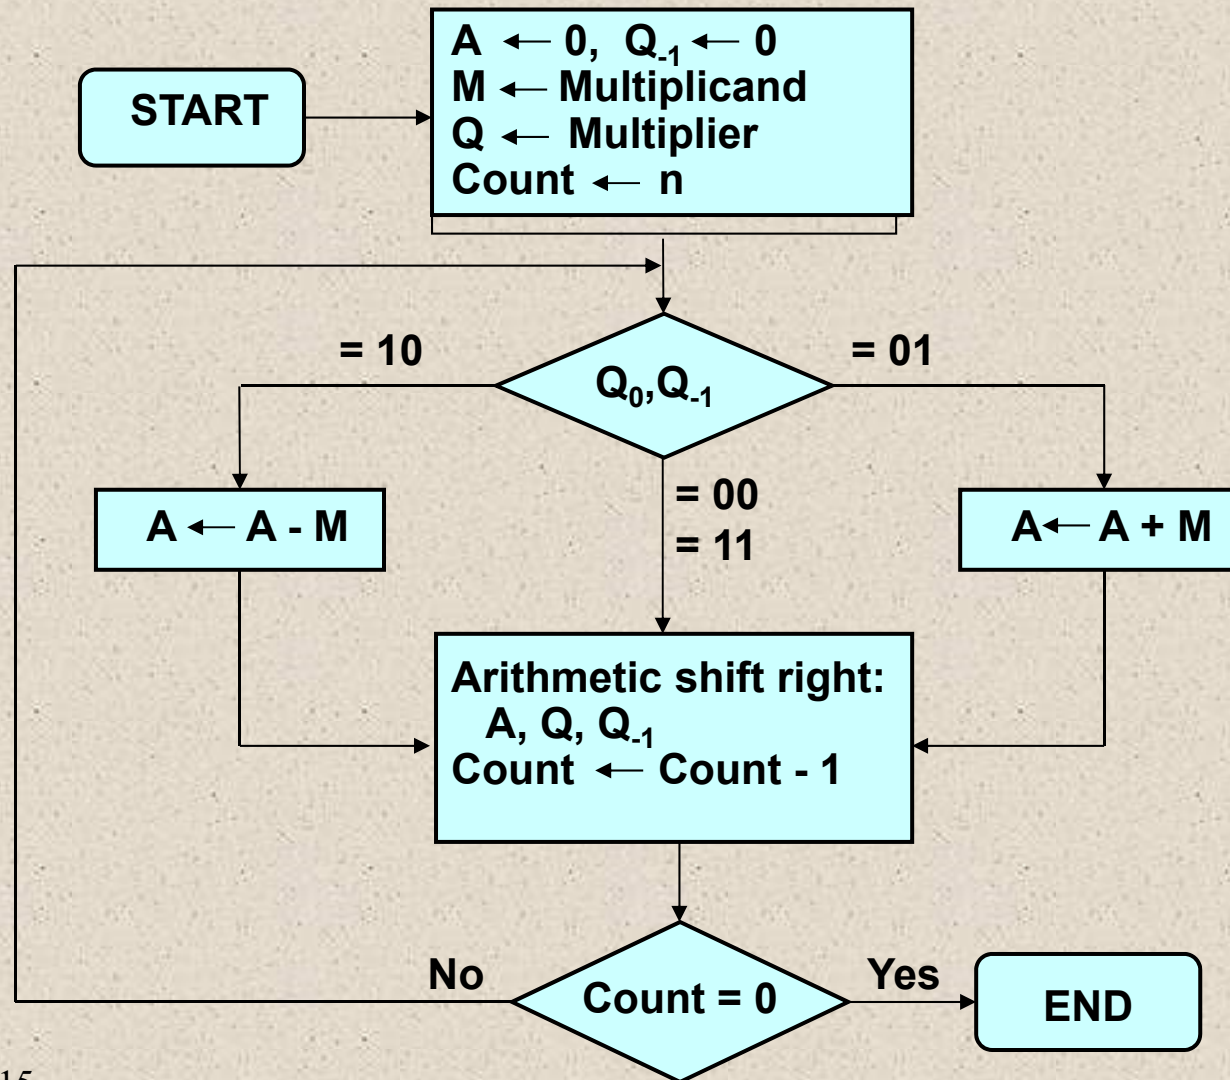 START
A ← 0, Q₋₁ ← 0
M ← Multiplicand
Q ← Multiplier
Count ← n
= 10
Q₀,Q₋₁
= 01
A ← A - M
= 00
= 11
A ← A + M
Arithmetic shift right:
A, Q, Q₋₁
Count ← Count - 1
No
Count = 0
Yes
END